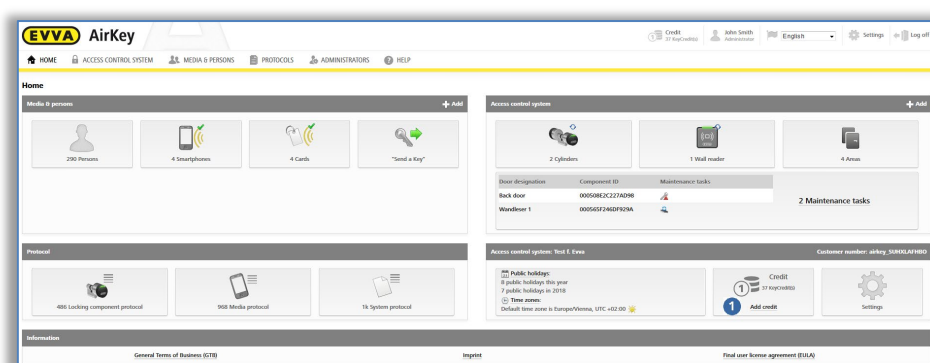 EVVA AirKey
Credit
37 KeyCredit(s)
John Smith
Administrator
English
Settings
Log off
HOME ACCESS CONTROL SYSTEM MEDIA & PERSONS PROTOCOLS ADMINISTRATORS HELP
Home
Media & persons Add
290 Persons 4 Smartphones 4 Cards "Send a Key"
Access control system Add
2 Cylinders 1 Wall reader 4 Areas
Door designation Component ID Maintenance tasks
Back door 000508E2C227AD98
Wandleser 1 000565F246DF929A
2 Maintenance tasks
Protocol
486 Locking component protocol 968 Media protocol 1k System protocol
Access control system: Test f. Evva Customer number: airkey_SUHXLAFHBO
Public holidays:
8 public holidays this year
7 public holidays in 2018
Time zones:
Default time zone is Europe/Vienna, UTC +02:00
1
Credit
37 KeyCredit(s)
1 Add credit
Settings
Information
General Terms of Business (GTB) Imprint Final user license agreement (EULA)